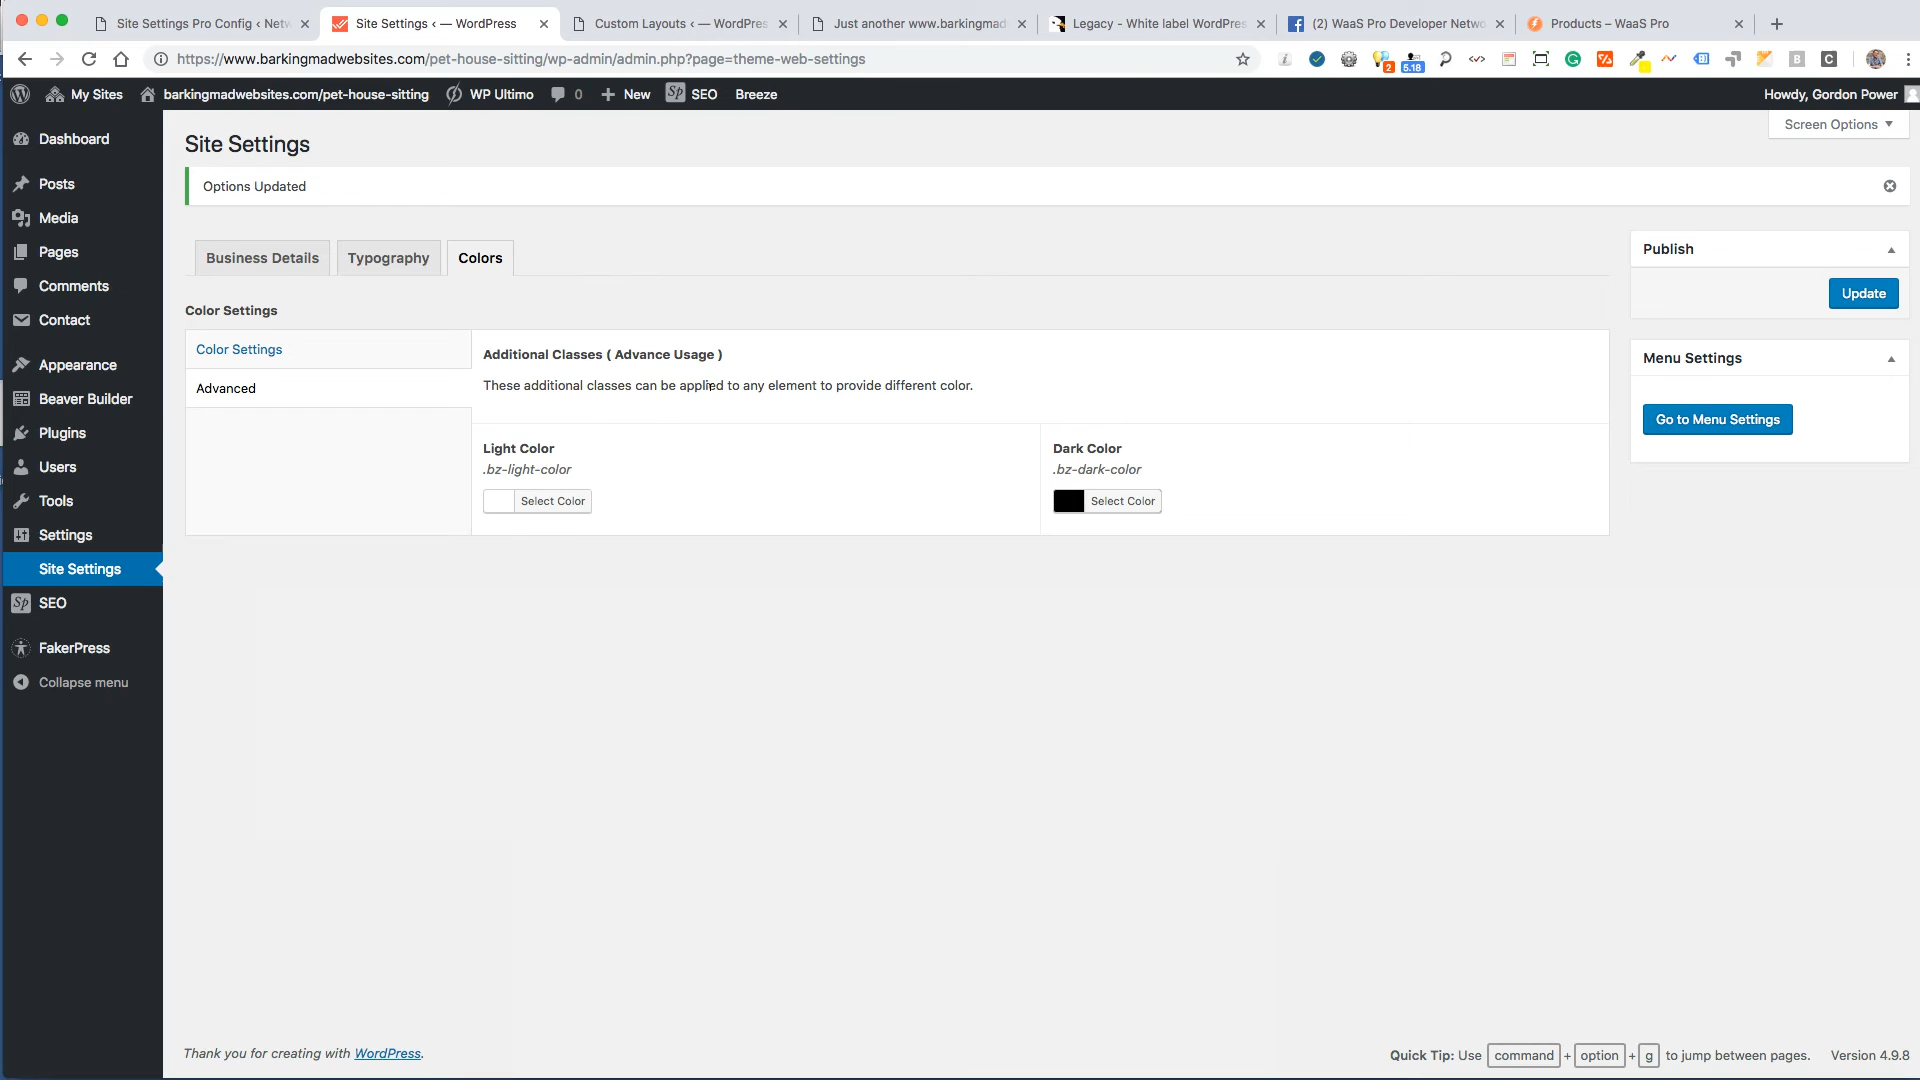 Site Settings Pro Config ‹ Netw
Site Settings ‹ — WordPress
Custom Layouts ‹ — WordPres
Just another www.barkingmad
Legacy - White label WordPres
(2) WaaS Pro Developer Netwo
Products – WaaS Pro
https://www.barkingmadwebsites.com/pet-house-sitting/wp-admin/admin.php?page=theme-web-settings
2
5.18
My Sites
barkingmadwebsites.com/pet-house-sitting
WP Ultimo
0
New
SEO
Breeze
Howdy, Gordon Power
Dashboard
Posts
Media
Pages
Comments
Contact
Appearance
Beaver Builder
Plugins
Users
Tools
Settings
Site Settings
SEO
FakerPress
Collapse menu
Screen Options
Site Settings
Options Updated
Business Details
Typography
Colors
Color Settings
Color Settings
Advanced
Additional Classes ( Advance Usage )
These additional classes can be applied to any element to provide different color.
Light Color
.bz-light-color
Select Color
Dark Color
.bz-dark-color
Select Color
Publish
Update
Menu Settings
Go to Menu Settings
Thank you for creating with WordPress.
Quick Tip: Use command + option + g to jump between pages.
Version 4.9.8